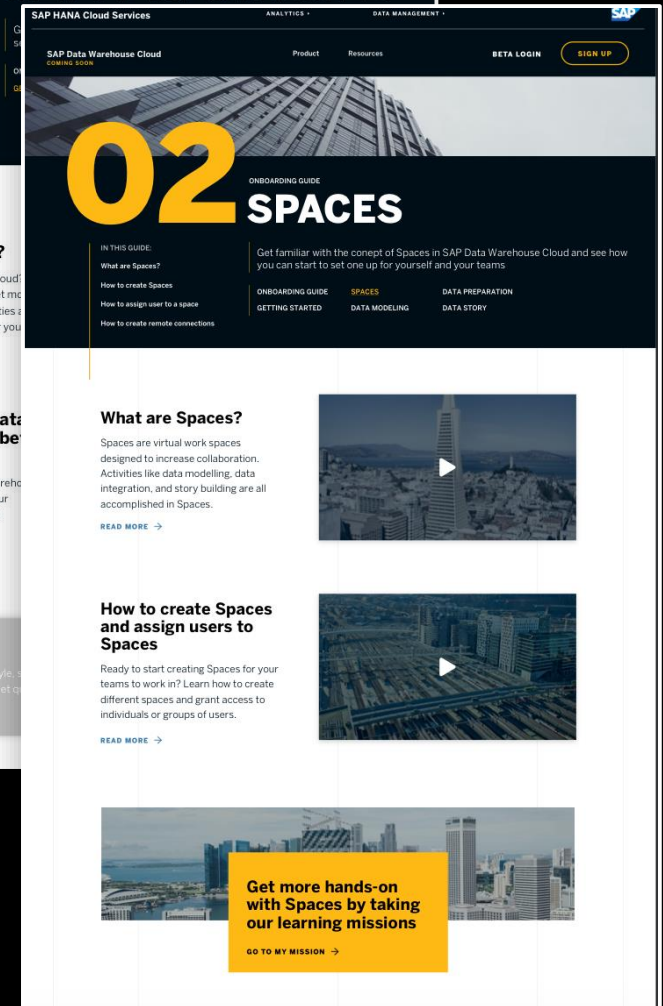 SAP HANA Cloud Services
ANALYTICS
DATA MANAGEMENT
SAP
SAP Data Warehouse Cloud
COMING SOON
Product
Resources
BETA LOGIN
SIGN UP
02
ONBOARDING GUIDE
SPACES
IN THIS GUIDE:
What are Spaces?
How to create Spaces
How to assign user to a space
How to create remote connections
Get familiar with the conept of Spaces in SAP Data Warehouse Cloud and see how
you can start to set one up for yourself and your teams
ONBOARDING GUIDE
SPACES
DATA PREPARATION
GETTING STARTED
DATA MODELING
DATA STORY
What are Spaces?
Spaces are virtual work spaces
designed to increase collaboration.
Activities like data modelling, data
integration, and story building are all
accomplished in Spaces.
READ MORE →
How to create Spaces
and assign users to
Spaces
Ready to start creating Spaces for your
teams to work in? Learn how to create
different spaces and grant access to
individuals or groups of users.
READ MORE →
Get more hands-on
with Spaces by taking
our learning missions
GO TO MY MISSION →